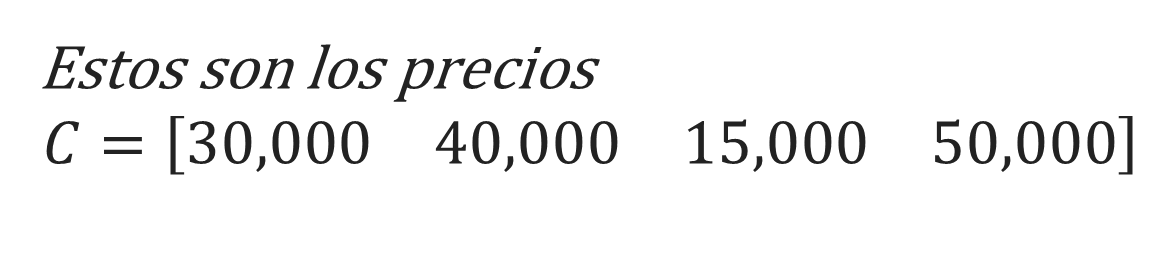 Estos son los precios
C = [30,000 40,000 15,000 50,000]